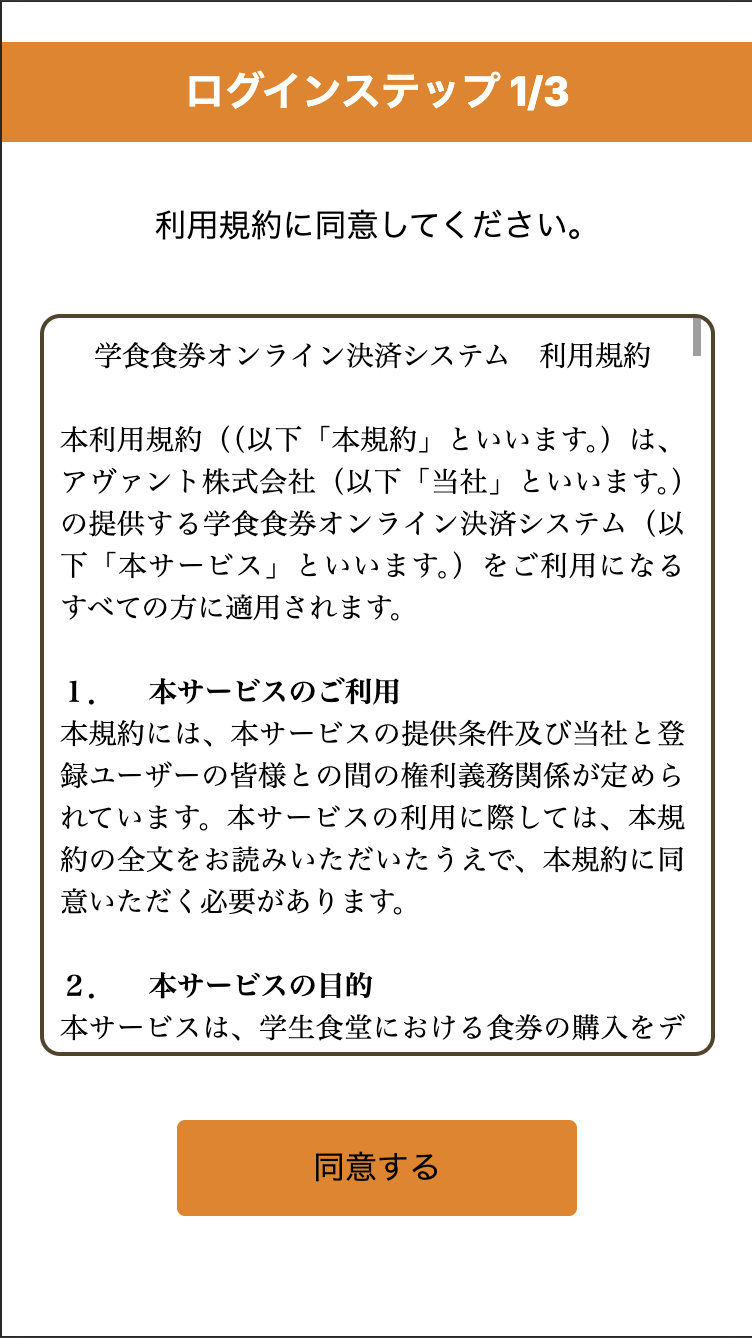 ログインステップ 1/3
利用規約に同意してください。
学食食券オンライン決済システム　利用規約
本利用規約（(以下「本規約」といいます。）は、
アヴァント株式会社（以下「当社」といいます。）
の提供する学食食券オンライン決済システム（以
下「本サービス」といいます。）をご利用になる
すべての方に適用されます。
１．　本サービスのご利用
本規約には、本サービスの提供条件及び当社と登
録ユーザーの皆様との間の権利義務関係が定めら
れています。本サービスの利用に際しては、本規
約の全文をお読みいただいたうえで、本規約に同
意いただく必要があります。
２．　本サービスの目的
本サービスは、学生食堂における食券の購入をデ
同意する